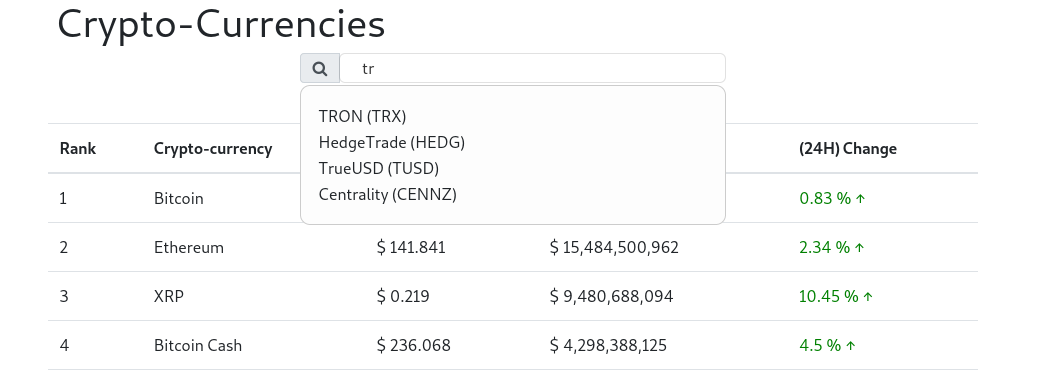 Crypto-Currencies
tr
TRON (TRX)
HedgeTrade (HEDG)
TrueUSD (TUSD)
Centrality (CENNZ)
Rank Crypto-currency (24H) Change
1 Bitcoin 0.83 % ↑
2 Ethereum $ 141.841 $ 15,484,500,962 2.34 % ↑
3 XRP $ 0.219 $ 9,480,688,094 10.45 % ↑
4 Bitcoin Cash $ 236.068 $ 4,298,388,125 4.5 % ↑